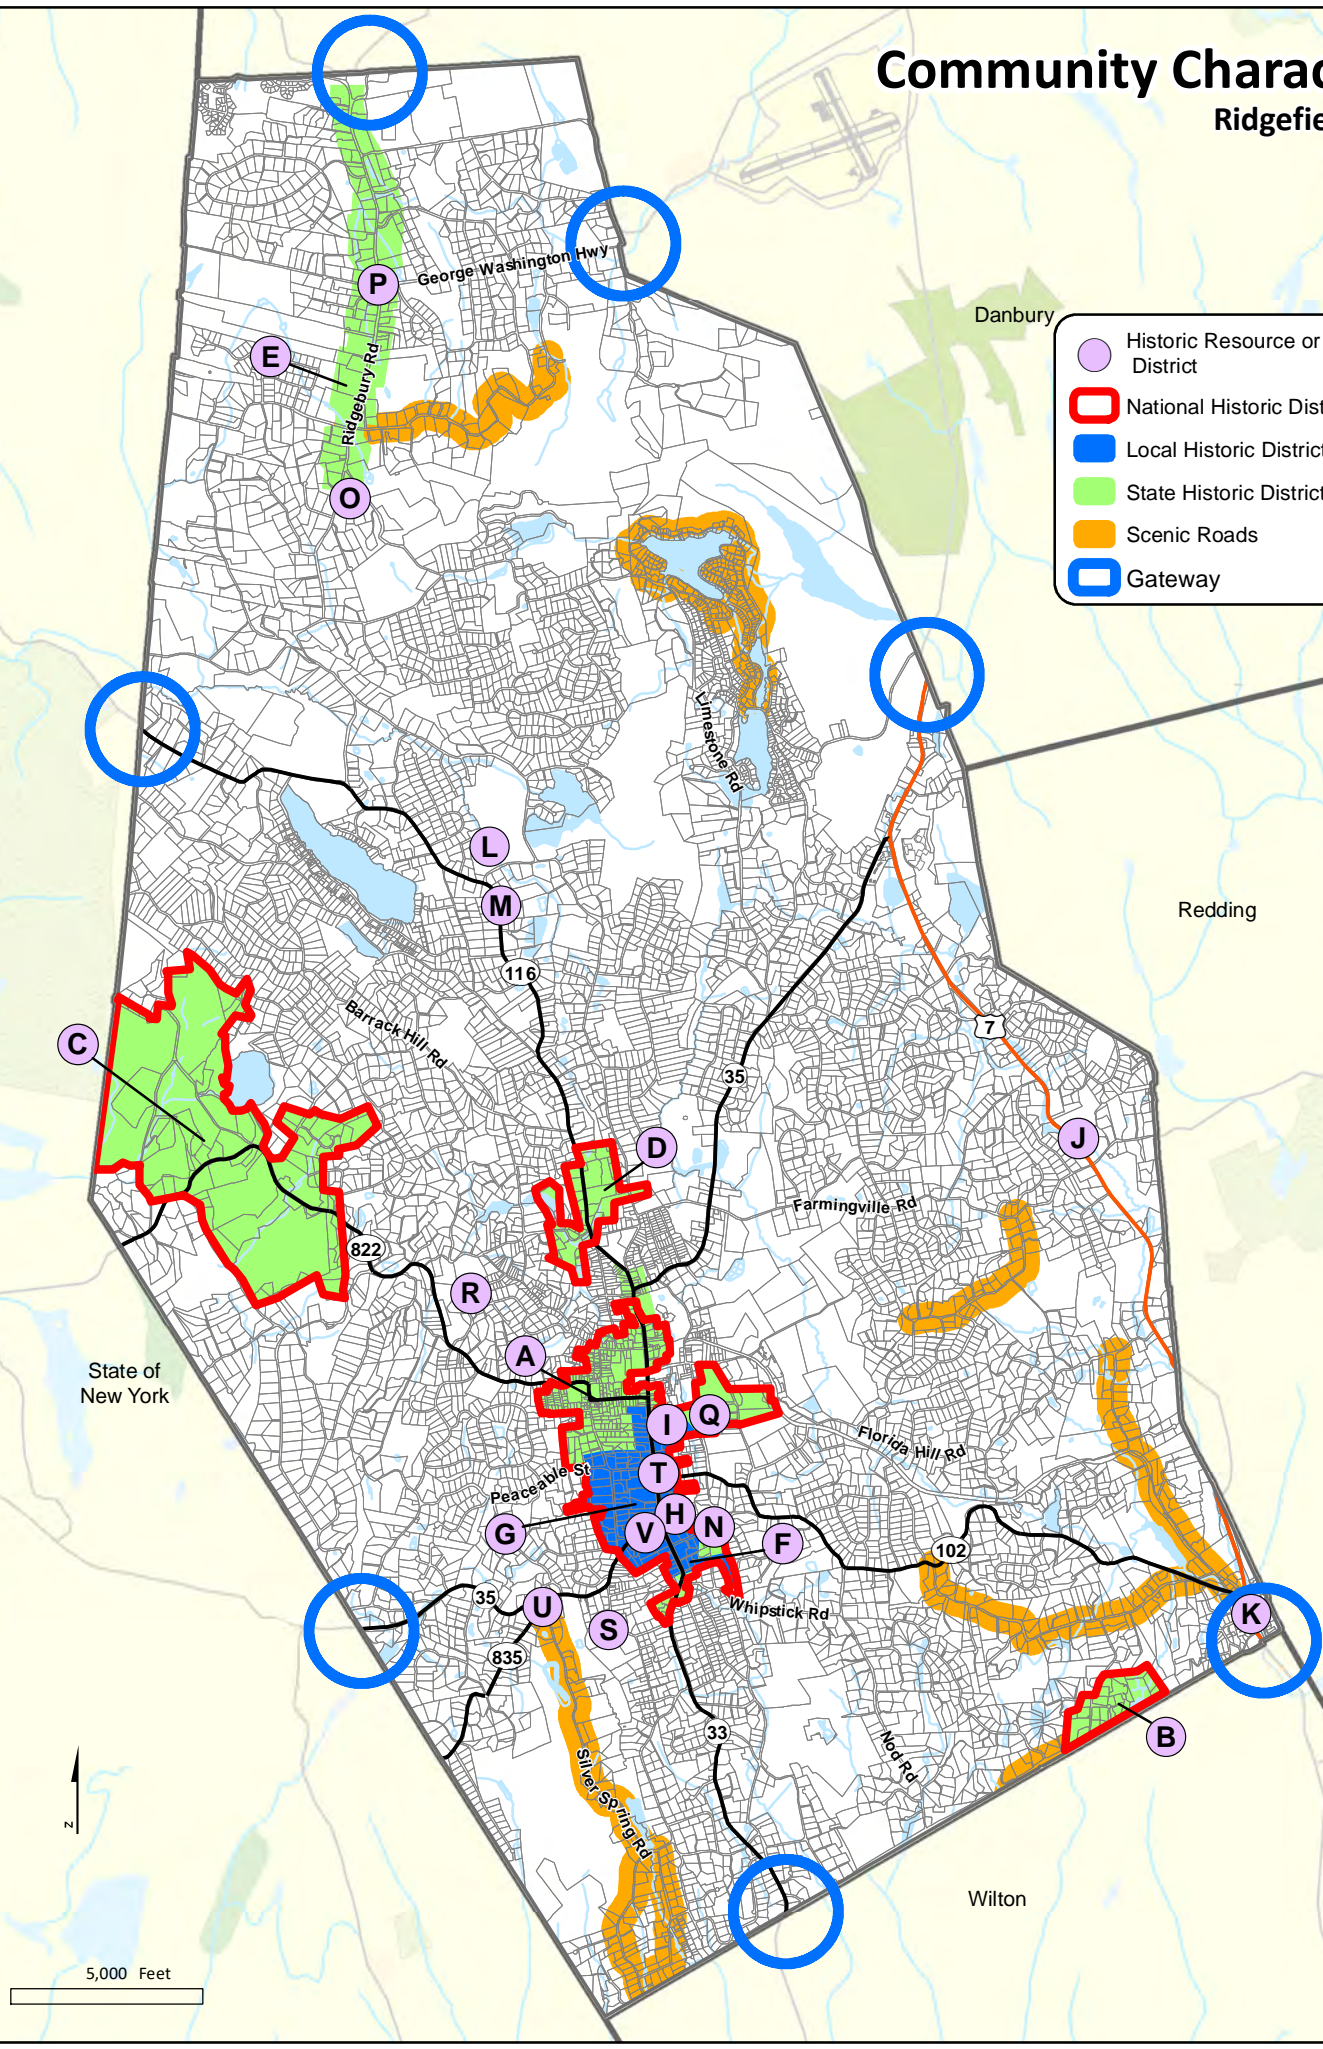 Community Charac
Ridgefie
P
George Washington Hwy
Danbury
Historic Resource or
District
National Historic Dist
Local Historic District
State Historic District
Scenic Roads
Gateway
E
Ridgebury Rd
O
Limestone Rd
L
M
Redding
116
7
Barrack Hill Rd
C
35
J
D
Farmingville Rd
822
R
A
State of
New York
I
Q
Florida Hill Rd
Peaceable St
T
H
N
G
V
F
102
35
U
S
Whipstick Rd
K
835
33
Nod Rd
B
Silver Spring Rd
z
Wilton
5,000 Feet